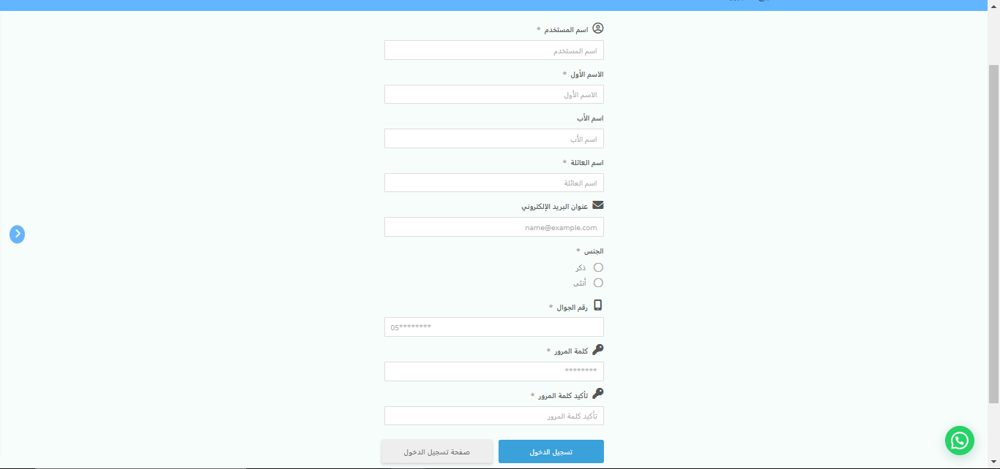 اسم المستخدم *
اسم المستخدم
الاسم الأول *
الاسم الأول
اسم الأب
اسم الأب
اسم العائلة *
اسم العائلة
عنوان البريد الإلكتروني
name@example.com
الجنس *
ذكر
أنثى
رقم الجوال *
05********
كلمة المرور *
********
تأكيد كلمة المرور *
تأكيد كلمة المرور
تسجيل الدخول
صفحة تسجيل الدخول